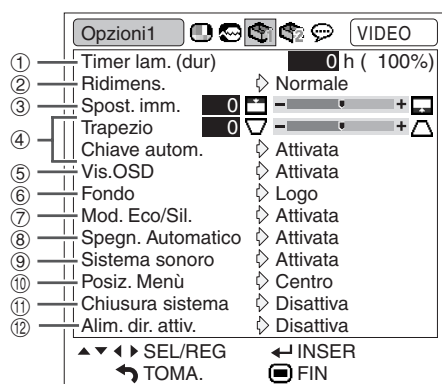 Opzioni1 VIDEO
① Timer lam. (dur) 0 h ( 100%)
② Ridimens. Normale
③ Spost. imm. 0 − +
④ Trapezio 0 − +
Chiave autom. Attivata
⑤ Vis.OSD Attivata
⑥ Fondo Logo
⑦ Mod. Eco/Sil. Attivata
⑧ Spegn. Automatico Attivata
⑨ Sistema sonoro Attivata
⑩ Posiz. Menù Centro
⑪ Chiusura sistema Disattiva
⑫ Alim. dir. attiv. Disattiva
SEL/REG INSER
TOMA. FIN